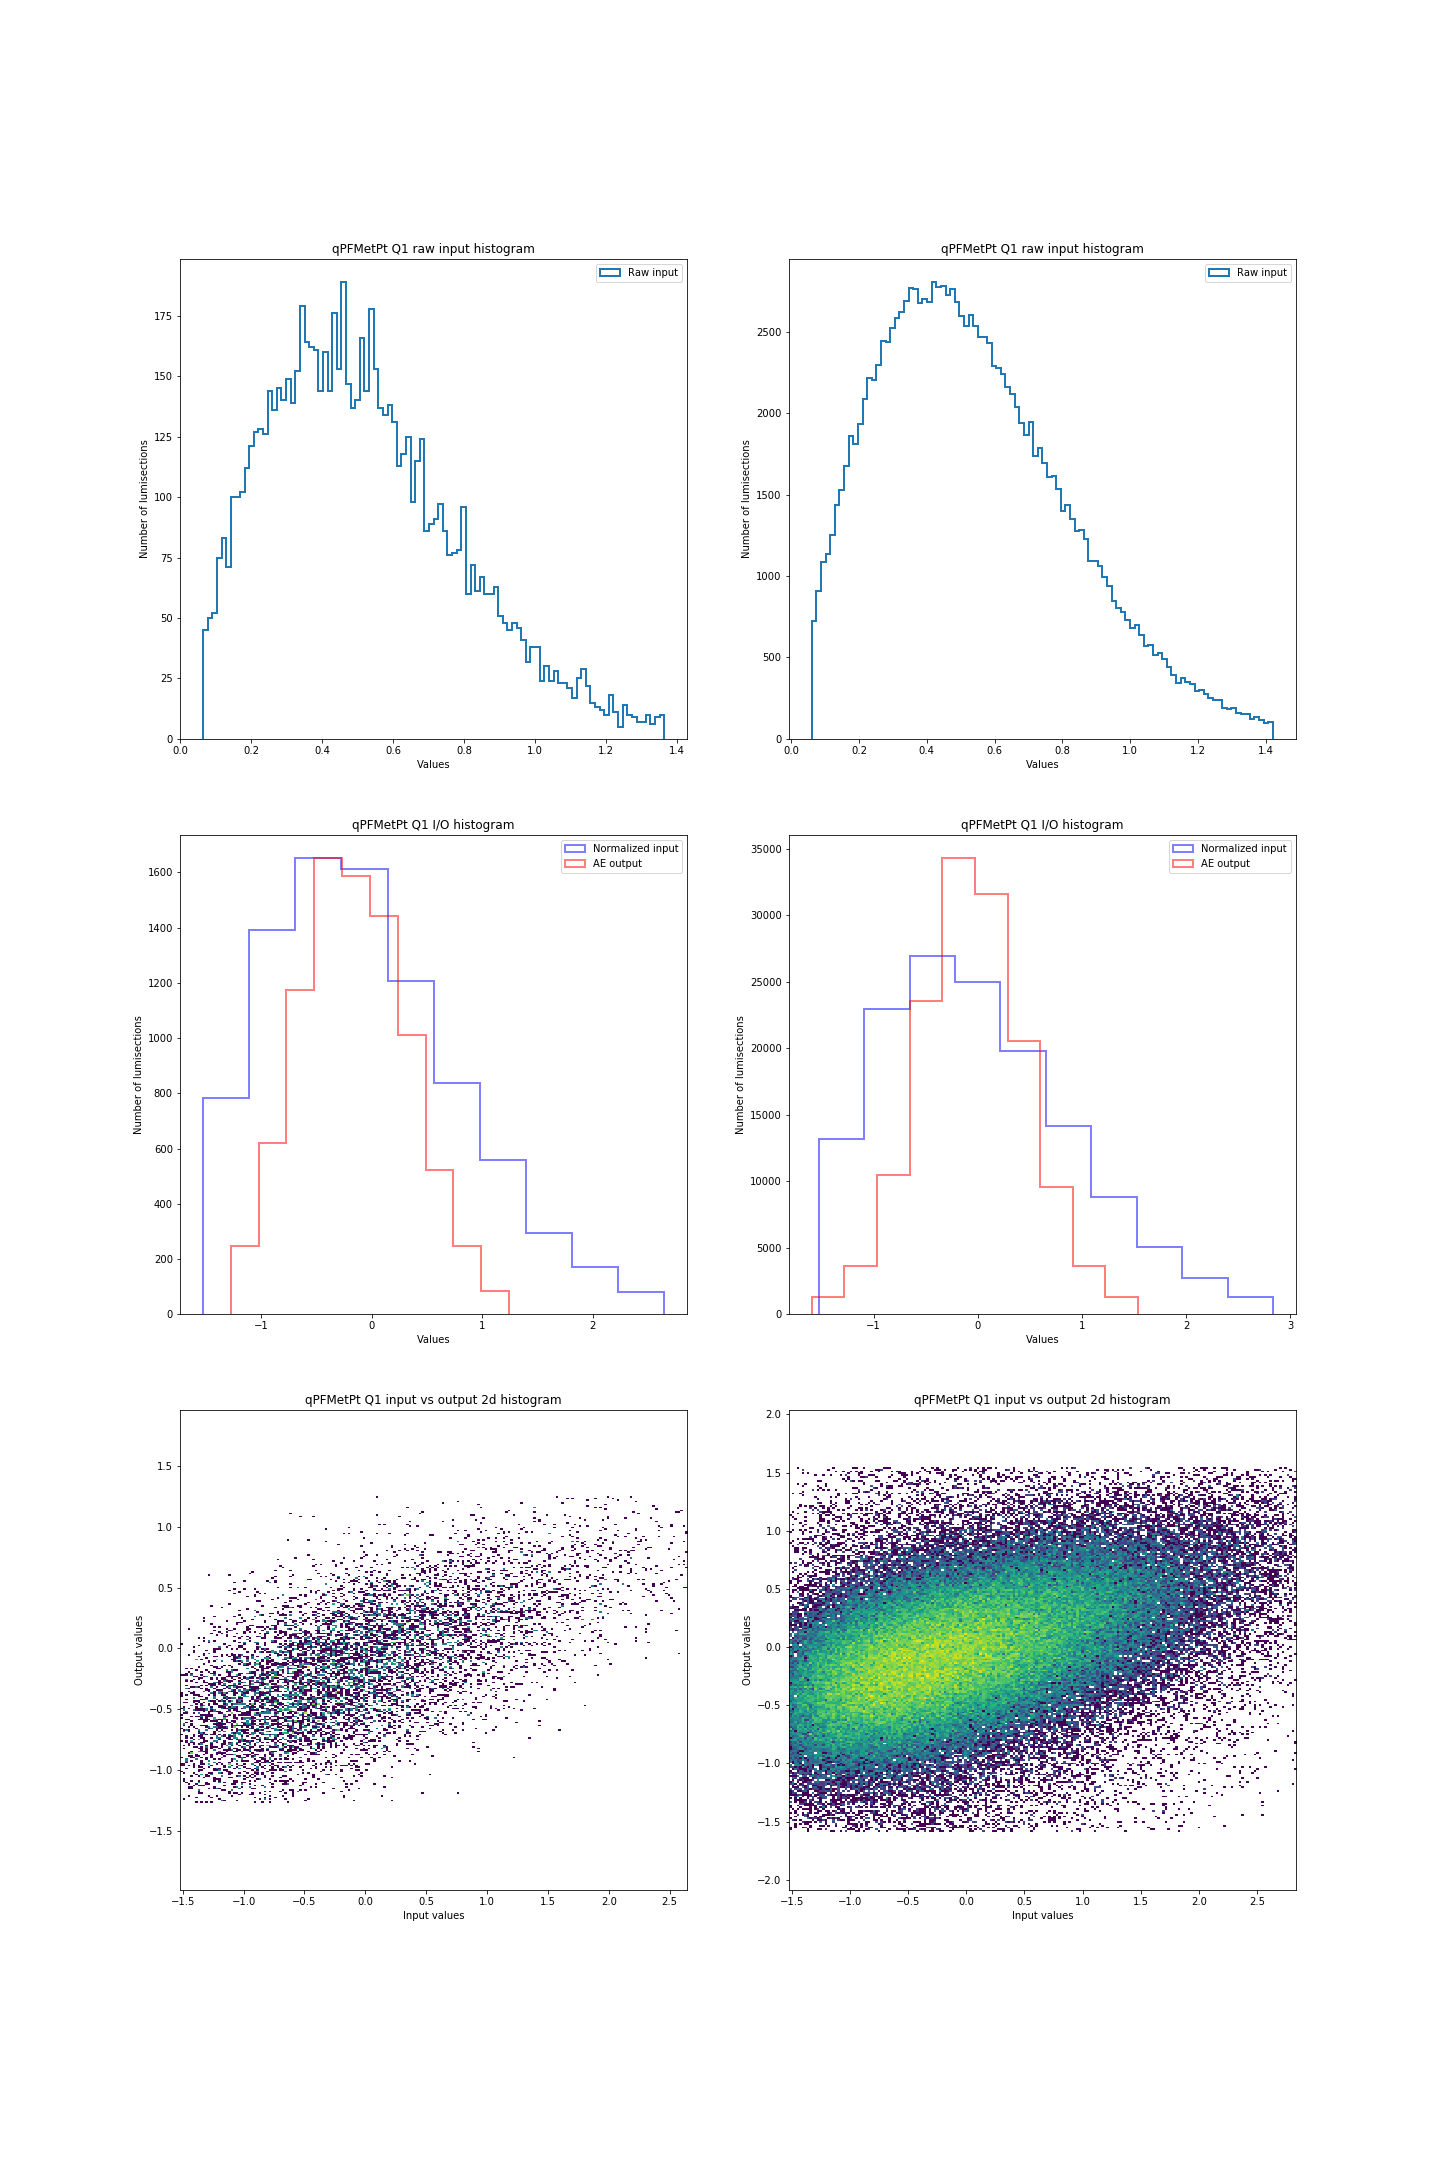 qPFMetPt Q1 raw input histogram
Raw input
Number of lumisections
175
150
125
100
75
50
25
0
0.0 0.2 0.4 0.6 0.8 1.0 1.2 1.4
Values
qPFMetPt Q1 raw input histogram
Raw input
Number of lumisections
2500
2000
1500
1000
500
0
0.0 0.2 0.4 0.6 0.8 1.0 1.2 1.4
Values
qPFMetPt Q1 I/O histogram
Normalized input
AE output
Number of lumisections
1600
1400
1200
1000
800
600
400
200
0
−1 0 1 2
Values
qPFMetPt Q1 I/O histogram
Normalized input
AE output
Number of lumisections
35000
30000
25000
20000
15000
10000
5000
0
−1 0 1 2 3
Values
qPFMetPt Q1 input vs output 2d histogram
Output values
1.5
1.0
0.5
0.0
−0.5
−1.0
−1.5
−1.5 −1.0 −0.5 0.0 0.5 1.0 1.5 2.0 2.5
Input values
qPFMetPt Q1 input vs output 2d histogram
Output values
2.0
1.5
1.0
0.5
0.0
−0.5
−1.0
−1.5
−2.0
−1.5 −1.0 −0.5 0.0 0.5 1.0 1.5 2.0 2.5
Input values